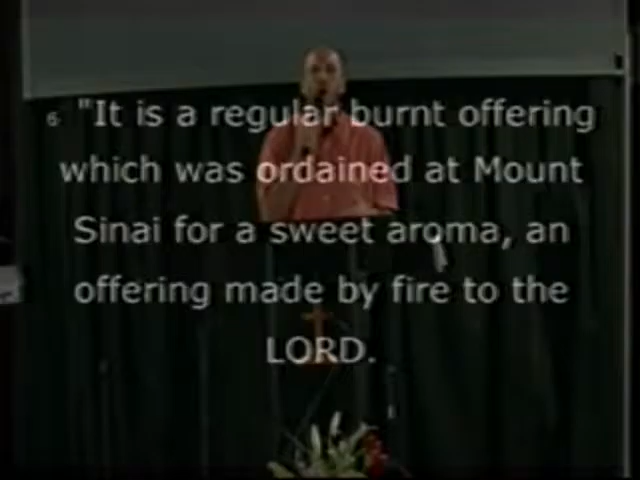 6 "It is a regular burnt offering
which was ordained at Mount
Sinai for a sweet aroma, an
offering made by fire to the
LORD.